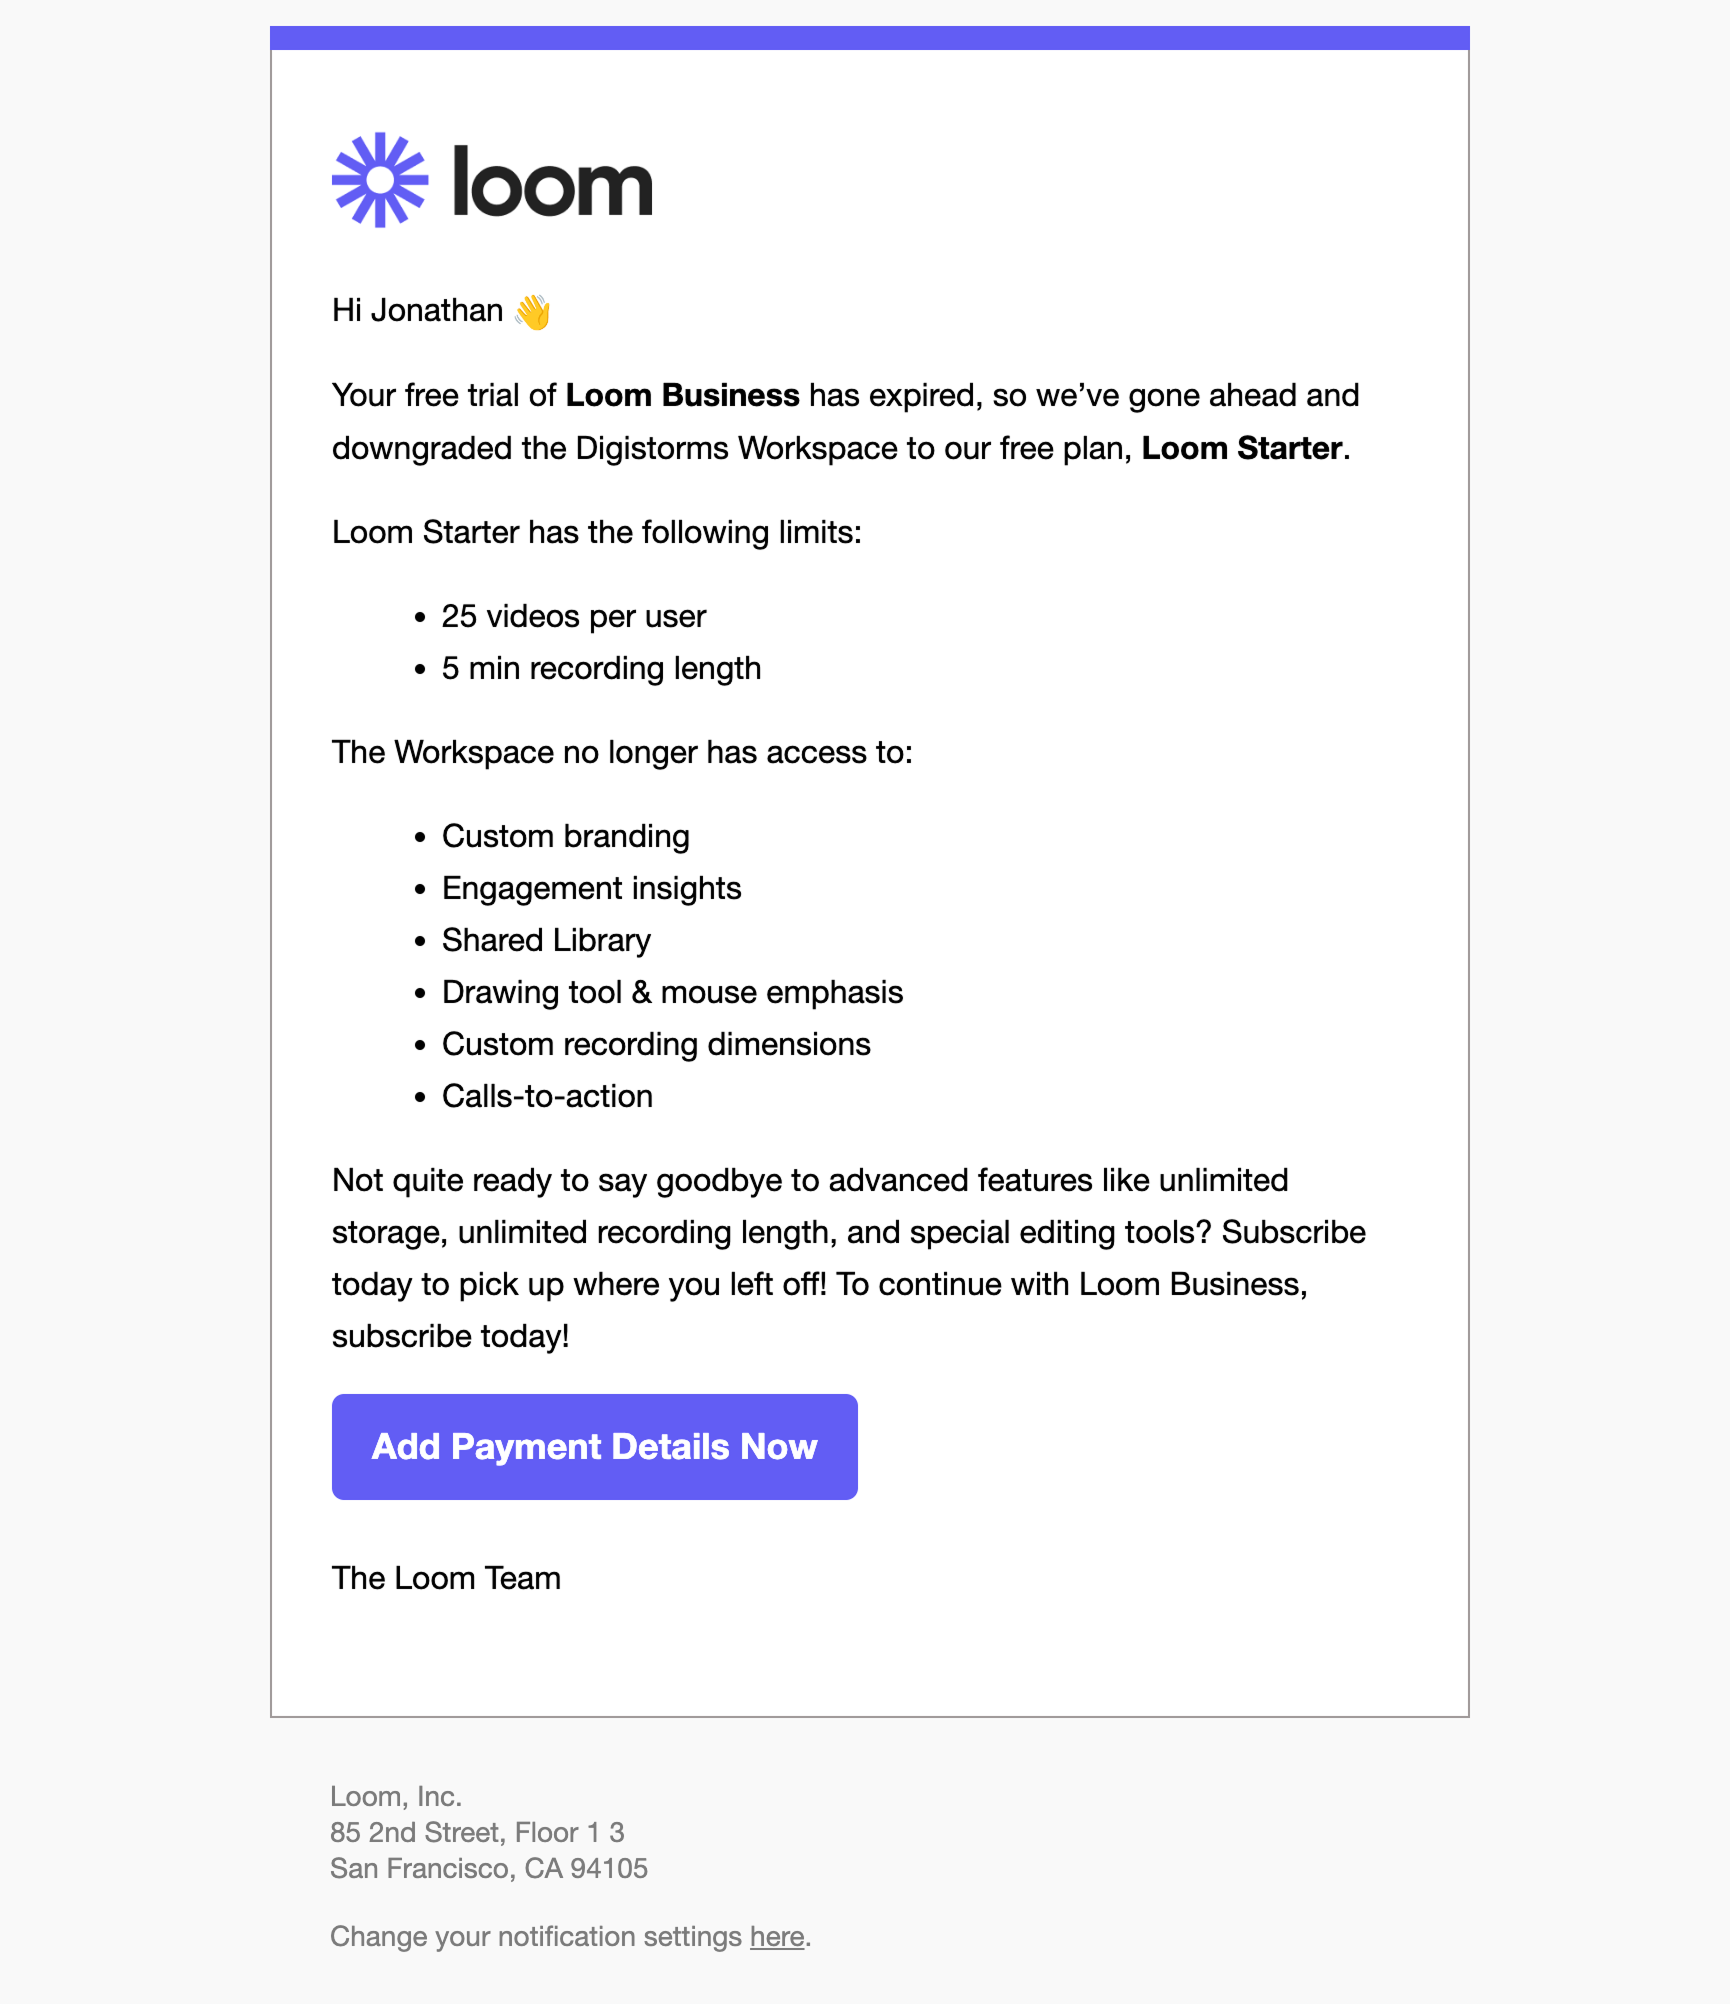 loom
Hi Jonathan 👋
Your free trial of Loom Business has expired, so we’ve gone ahead and
downgraded the Digistorms Workspace to our free plan, Loom Starter.
Loom Starter has the following limits:
• 25 videos per user
• 5 min recording length
The Workspace no longer has access to:
• Custom branding
• Engagement insights
• Shared Library
• Drawing tool & mouse emphasis
• Custom recording dimensions
• Calls-to-action
Not quite ready to say goodbye to advanced features like unlimited
storage, unlimited recording length, and special editing tools? Subscribe
today to pick up where you left off! To continue with Loom Business,
subscribe today!
Add Payment Details Now
The Loom Team
Loom, Inc.
85 2nd Street, Floor 1 3
San Francisco, CA 94105
Change your notification settings here.